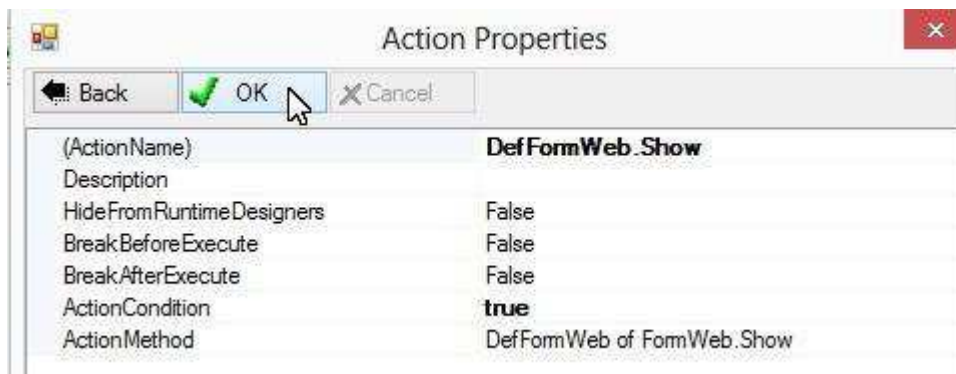 Action Properties
Back OK Cancel
(ActionName) DefFormWeb.Show
Description
HideFromRuntimeDesigners False
BreakBeforeExecute False
BreakAfterExecute False
ActionCondition true
ActionMethod DefFormWeb of FormWeb.Show